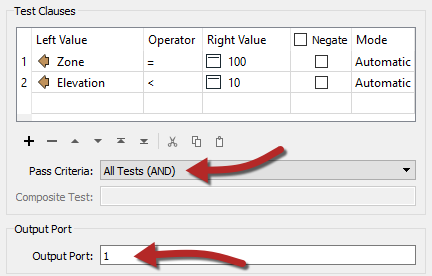 Test Clauses
Left Value Operator Right Value Negate Mode
1 Zone = 100 Automatic
2 Elevation < 10 Automatic
Pass Criteria: All Tests (AND)
Composite Test:
Output Port
Output Port: 1